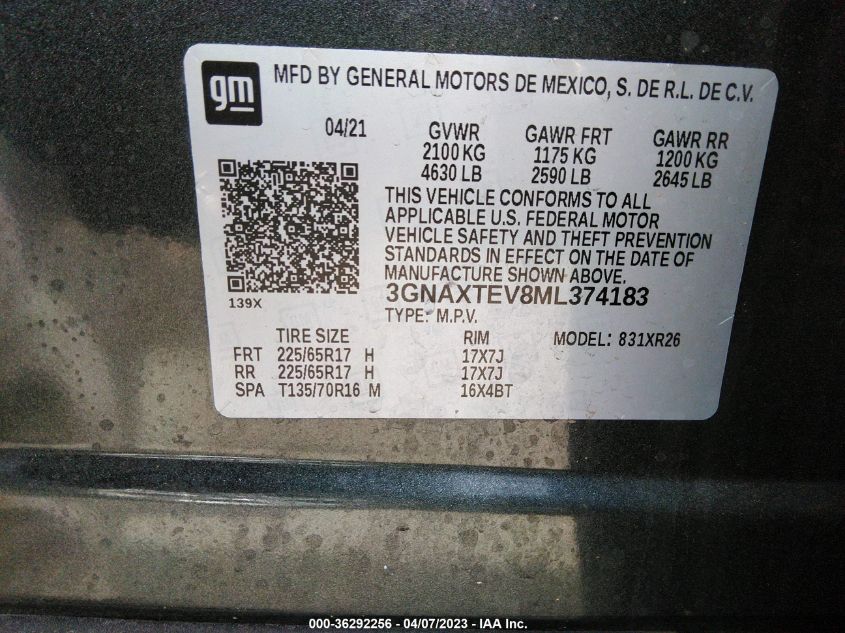 gm
MFD BY GENERAL MOTORS DE MEXICO, S. DE R.L. DE C.V.
04/21 GVWR GAWR FRT GAWR RR
2100 KG 1175 KG 1200 KG
4630 LB 2590 LB 2645 LB
THIS VEHICLE CONFORMS TO ALL
APPLICABLE U.S. FEDERAL MOTOR
VEHICLE SAFETY AND THEFT PREVENTION
STANDARDS IN EFFECT ON THE DATE OF
MANUFACTURE SHOWN ABOVE.
139X
3GNAXTEV8ML374183
TYPE: M.P.V.
TIRE SIZE RIM MODEL: 831XR26
FRT 225/65R17 H 17X7J
RR 225/65R17 H 17X7J
SPA T135/70R16 M 16X4BT
000-36292256 - 04/07/2023 - IAA Inc.